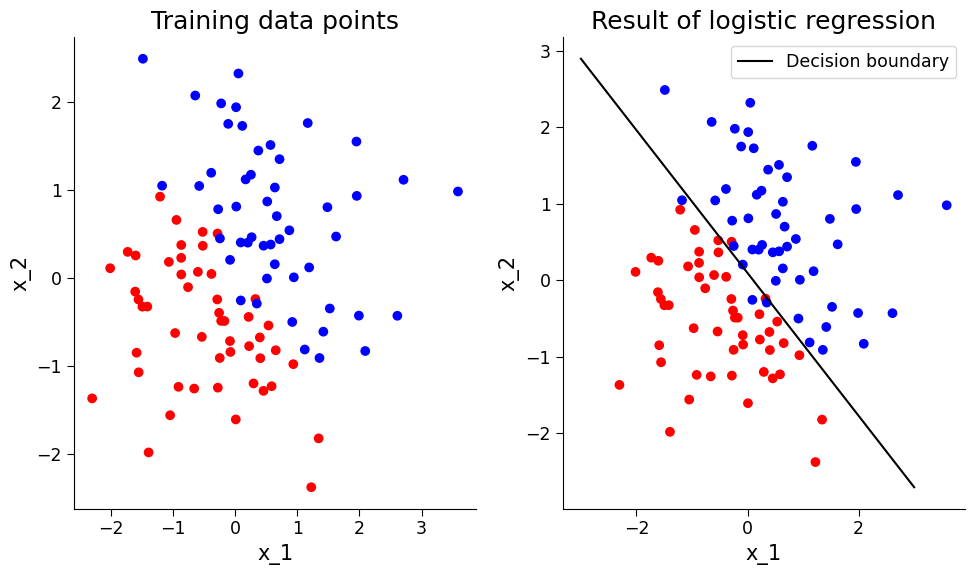 Training data points
x_2
2
1
0
−1
−2
−2
−1
0
1
2
3
x_1
Result of logistic regression
Decision boundary
x_2
3
2
1
0
−1
−2
−2
0
2
x_1